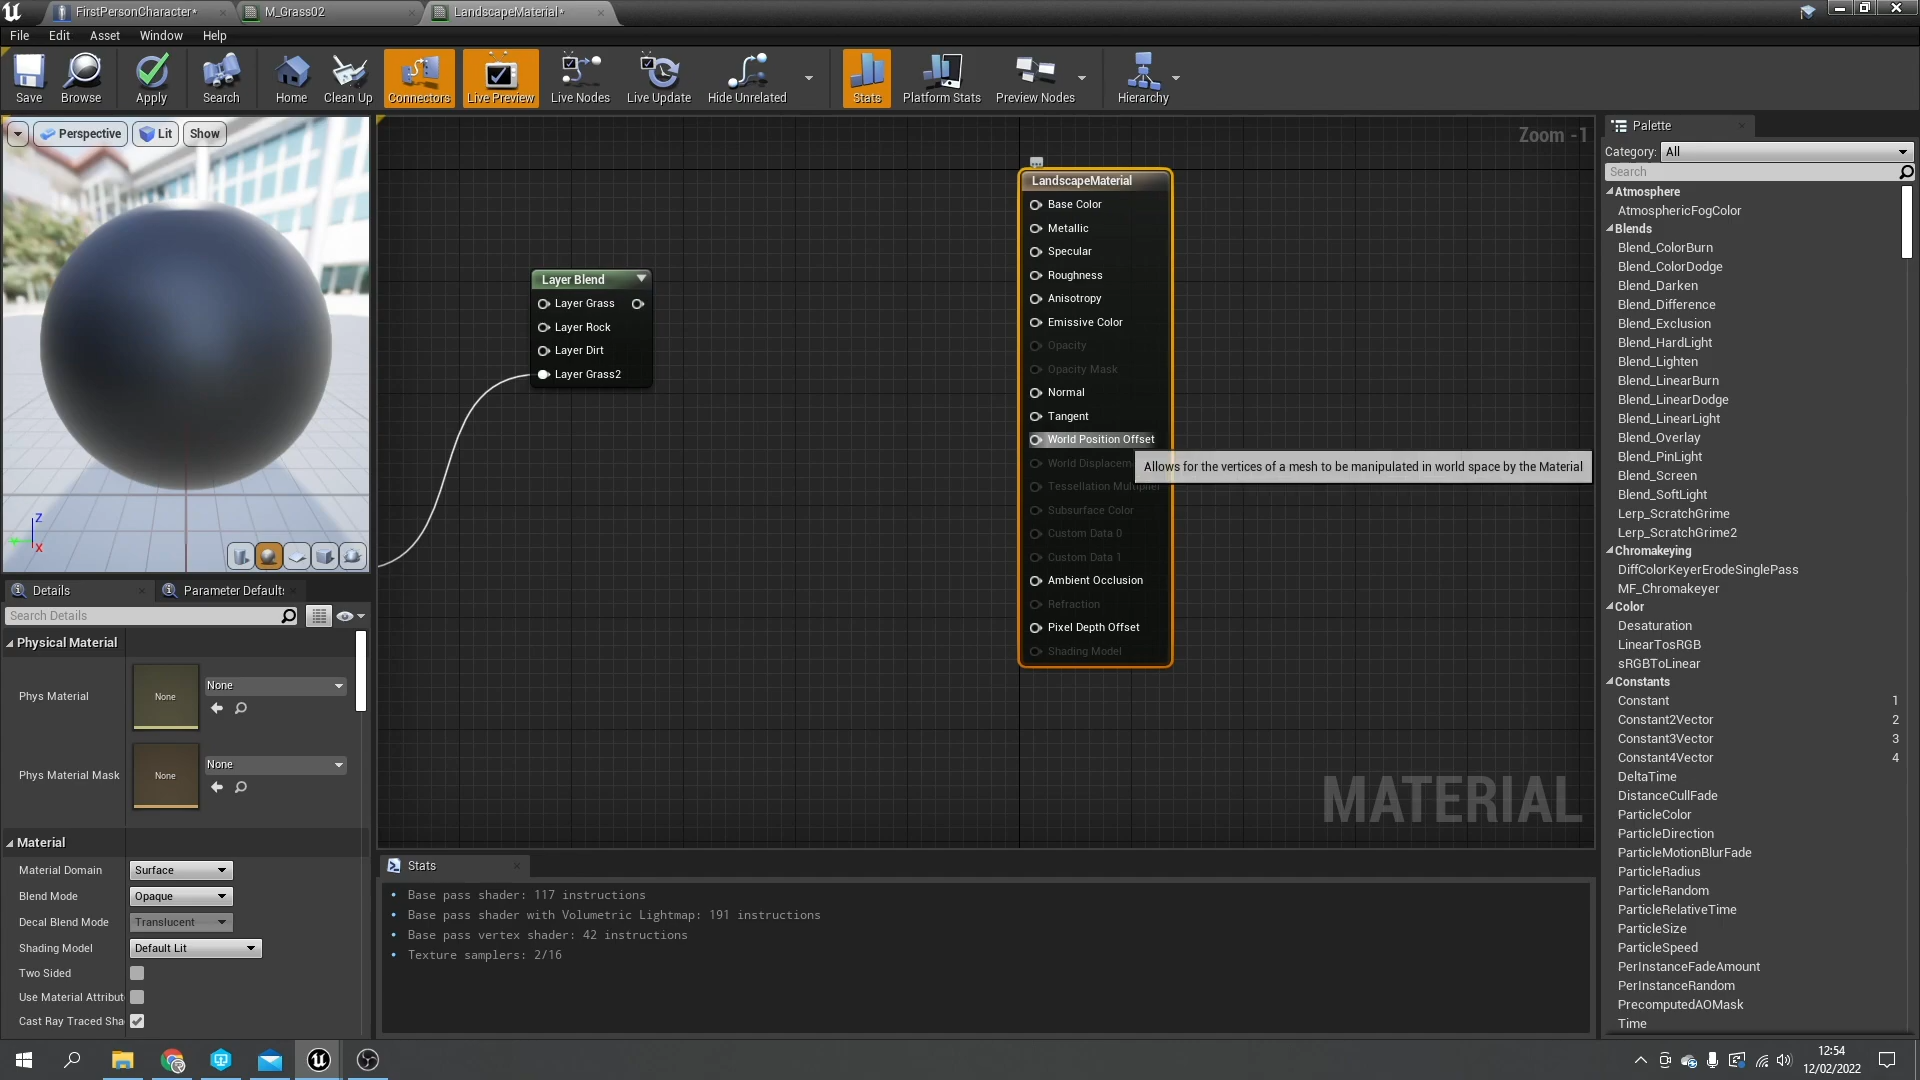 FirstPersonCharacter*
M_Grass02
LandscapeMaterial*
File Edit Asset Window Help
Save Browse Apply Search Home Clean Up Connectors Live Preview Live Nodes Live Update Hide Unrelated Stats Platform Stats Preview Nodes Hierarchy
Perspective Lit Show
Z
X
Zoom -1
Layer Blend
Layer Grass
Layer Rock
Layer Dirt
Layer Grass2
LandscapeMaterial
Base Color
Metallic
Specular
Roughness
Anisotropy
Emissive Color
Opacity
Opacity Mask
Normal
Tangent
World Position Offset
World Displacem
Allows for the vertices of a mesh to be manipulated in world space by the Material
Tessellation Multiplier
Subsurface Color
Custom Data 0
Custom Data 1
Ambient Occlusion
Refraction
Pixel Depth Offset
Shading Model
MATERIAL
Details
Parameter Defaults
Search Details
Physical Material
Phys Material
None
None
Phys Material Mask
None
None
Material
Material Domain Surface
Blend Mode Opaque
Decal Blend Mode Translucent
Shading Model Default Lit
Two Sided
Use Material Attribut
Cast Ray Traced Sha
Stats
• Base pass shader: 117 instructions
• Base pass shader with Volumetric Lightmap: 191 instructions
• Base pass vertex shader: 42 instructions
• Texture samplers: 2/16
Palette
Category: All
Search
Atmosphere
AtmosphericFogColor
Blends
Blend_ColorBurn
Blend_ColorDodge
Blend_Darken
Blend_Difference
Blend_Exclusion
Blend_HardLight
Blend_Lighten
Blend_LinearBurn
Blend_LinearDodge
Blend_LinearLight
Blend_Overlay
Blend_PinLight
Blend_Screen
Blend_SoftLight
Lerp_ScratchGrime
Lerp_ScratchGrime2
Chromakeying
DiffColorKeyerErodeSinglePass
MF_Chromakeyer
Color
Desaturation
LinearTosRGB
sRGBToLinear
Constants
Constant 1
Constant2Vector 2
Constant3Vector 3
Constant4Vector 4
DeltaTime
DistanceCullFade
ParticleColor
ParticleDirection
ParticleMotionBlurFade
ParticleRadius
ParticleRandom
ParticleRelativeTime
ParticleSize
ParticleSpeed
PerInstanceFadeAmount
PerInstanceRandom
PrecomputedAOMask
Time
12:54
12/02/2022